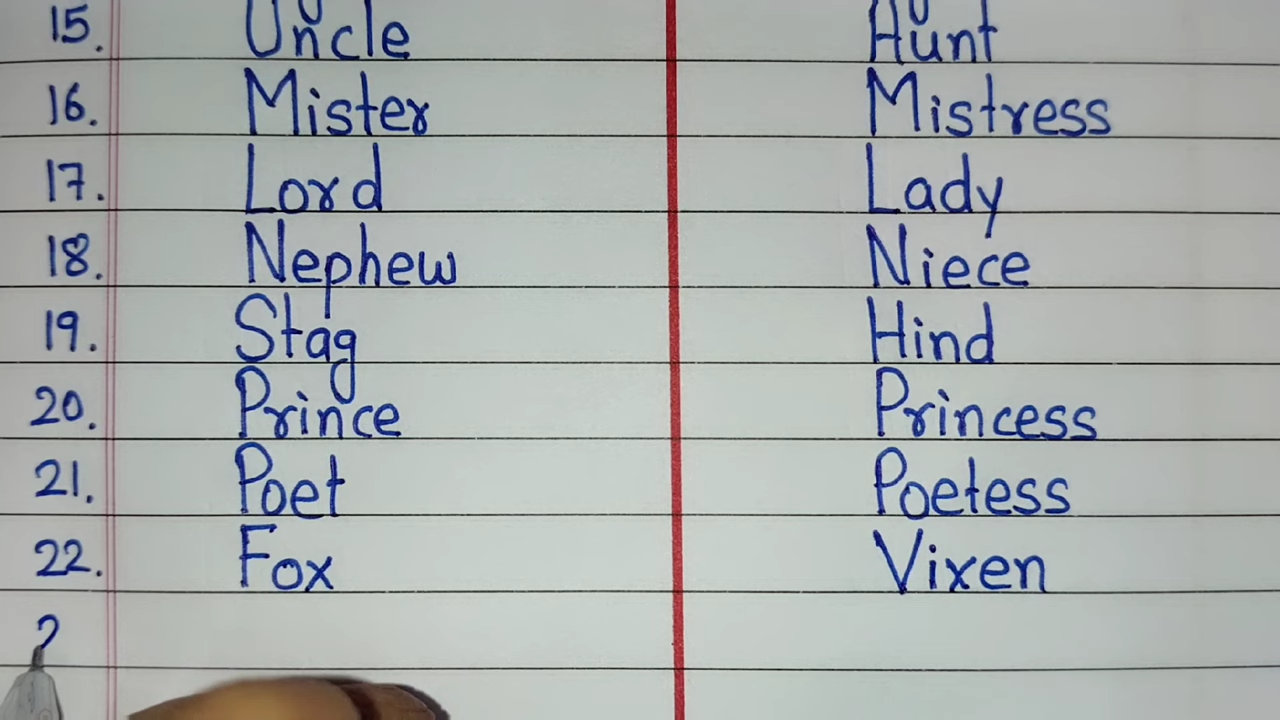 15. Uncle Aunt
16. Mister Mistress
17. Lord Lady
18. Nephew Niece
19. Stag Hind
20. Prince Princess
21. Poet Poetess
22. Fox Vixen
2